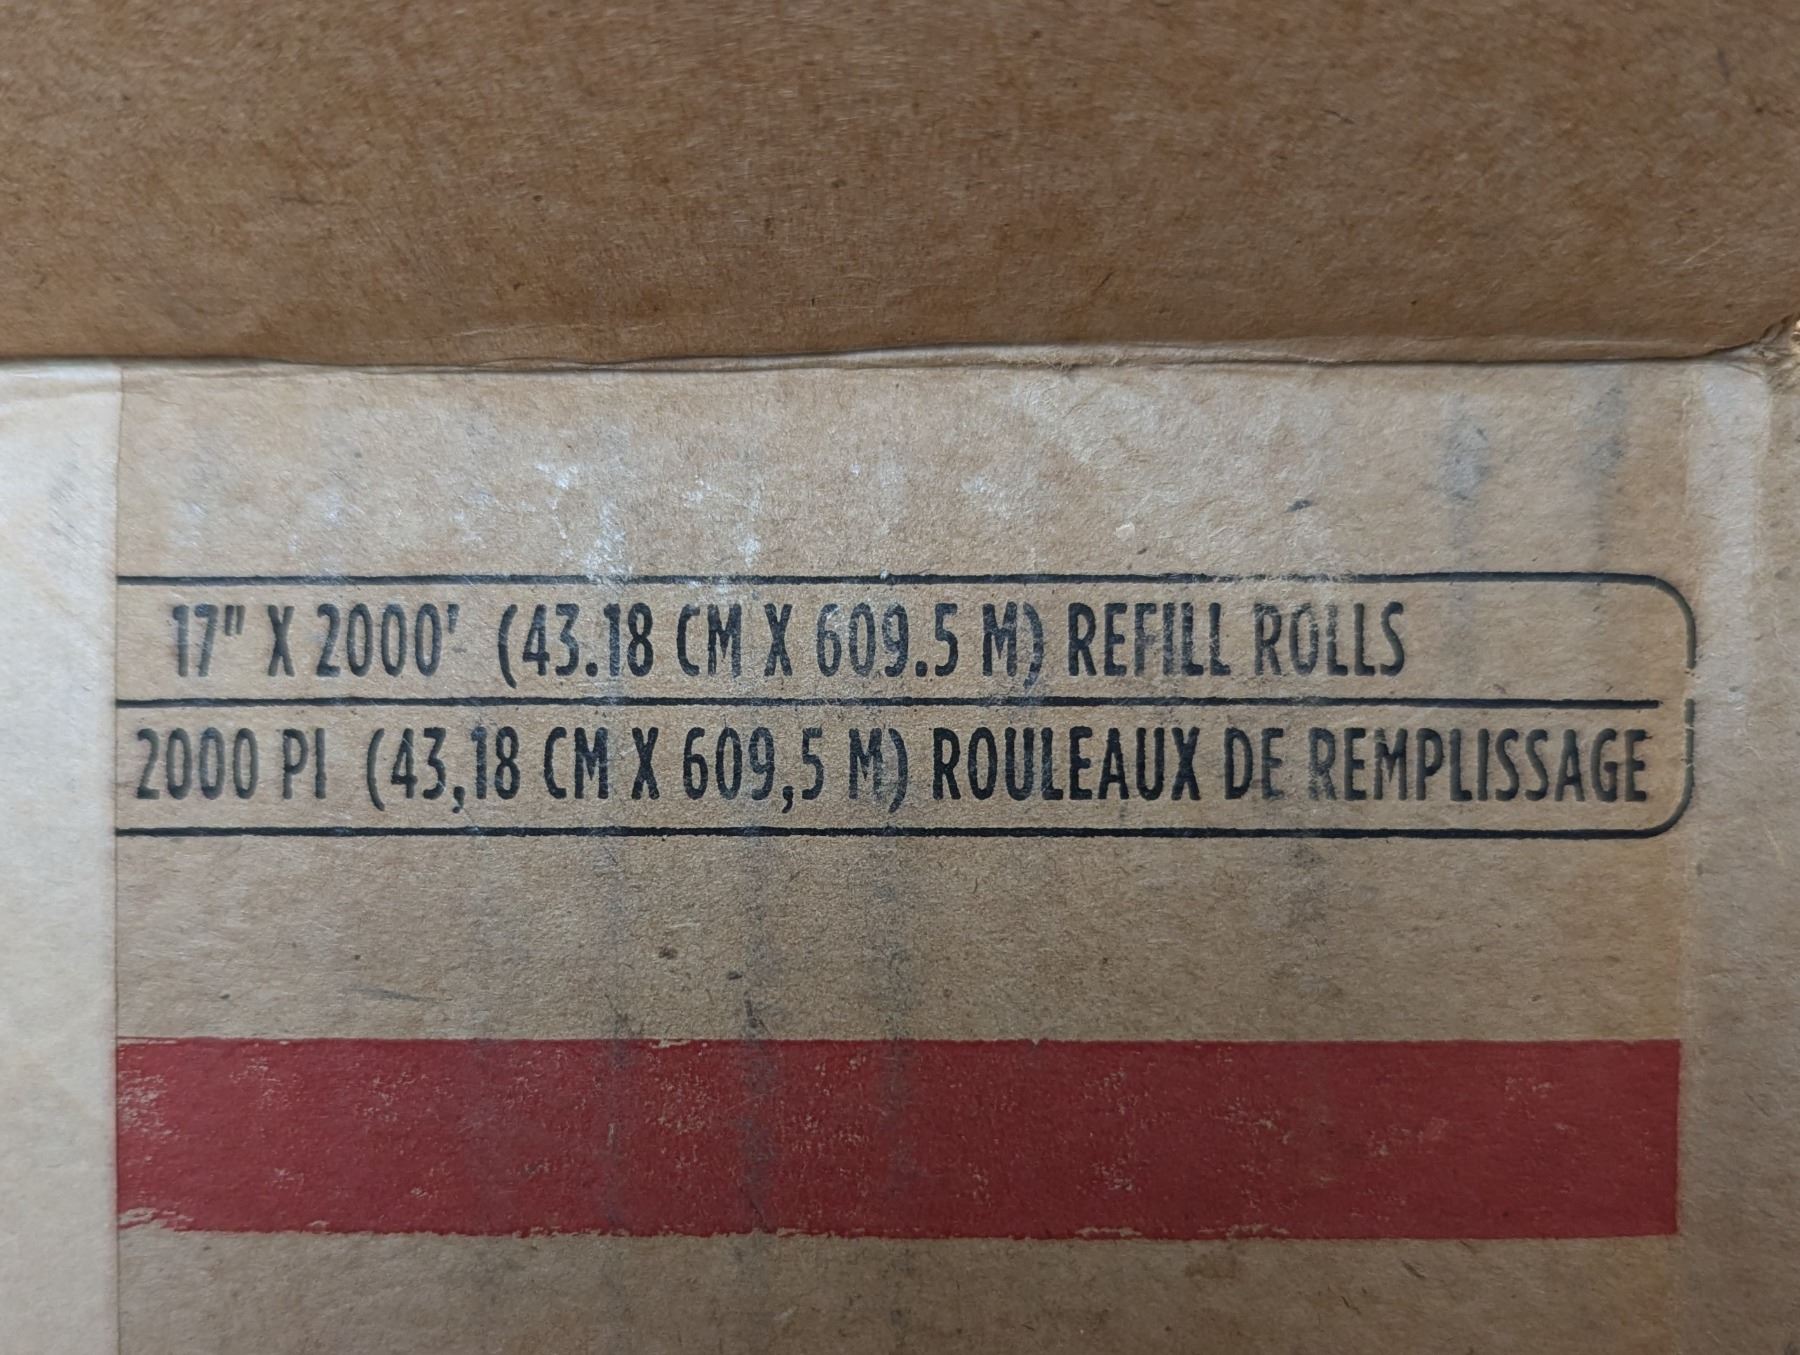 17" X 2000' (43.18 CM X 609.5 M) REFILL ROLLS
2000 PI (43,18 CM X 609,5 M) ROULEAUX DE REMPLISSAGE